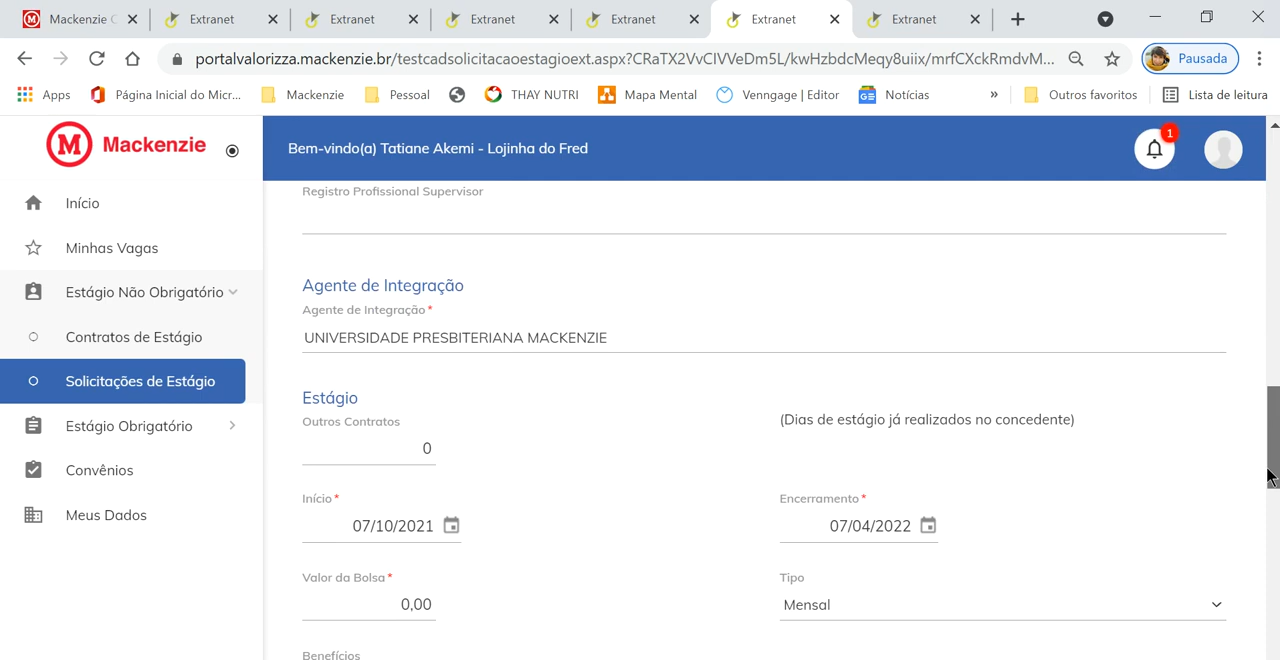 Mackenzie C
Extranet
Extranet
Extranet
Extranet
Extranet
Extranet
portalvalorizza.mackenzie.br/testcadsolicitacaoestagioext.aspx?CRaTX2VvCIVVeDm5L/kwHzbdcMeqy8uiix/mrfCXckRmdvM...
Pausada
Apps
Página Inicial do Micr...
Mackenzie
Pessoal
THAY NUTRI
Mapa Mental
Venngage | Editor
Notícias
»
Outros favoritos
Lista de leitura
M Mackenzie
Bem-vindo(a) Tatiane Akemi - Lojinha do Fred
1
Início
Minhas Vagas
Estágio Não Obrigatório
Contratos de Estágio
Solicitações de Estágio
Estágio Obrigatório
Convênios
Meus Dados
Registro Profissional Supervisor
Agente de Integração
Agente de Integração *
UNIVERSIDADE PRESBITERIANA MACKENZIE
Estágio
Outros Contratos
0
(Dias de estágio já realizados no concedente)
Início *
07/10/2021
Encerramento *
07/04/2022
Valor da Bolsa *
0,00
Tipo
Mensal
Benefícios